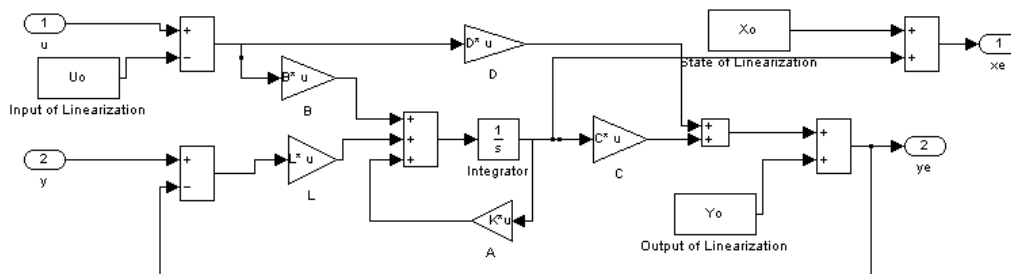 1
u
+
−
Uo
Input of Linearization
B* u
B
D* u
D
Xo
State of Linearization
+
+
1
xe
2
y
+
−
L* u
L
+
+
+
1
s
Integrator
K*u
A
C* u
C
+
+
Yo
Output of Linearization
+
+
2
ye